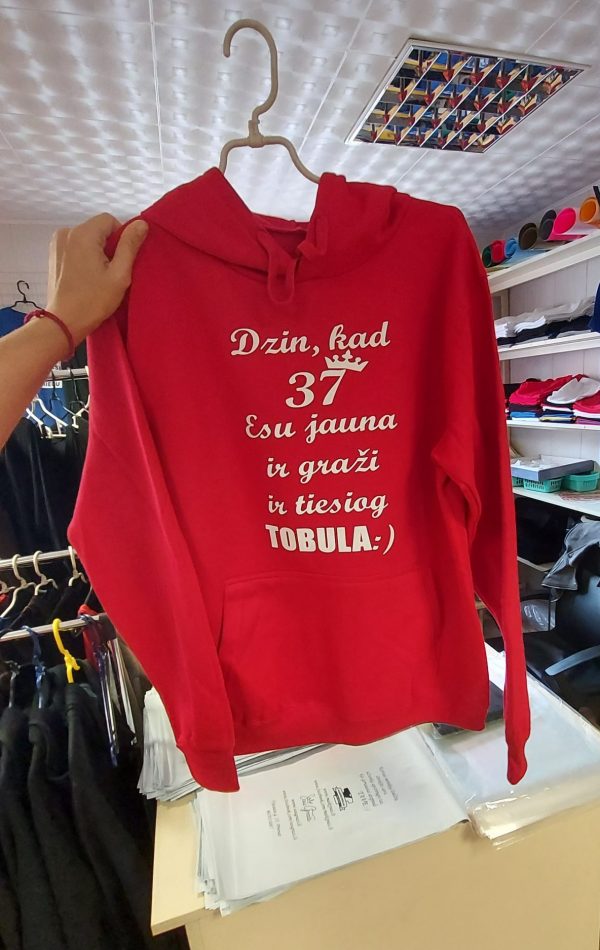 Dzin, kad
37
Esu jauna
ir graži
ir tiesiog
TOBULA:)